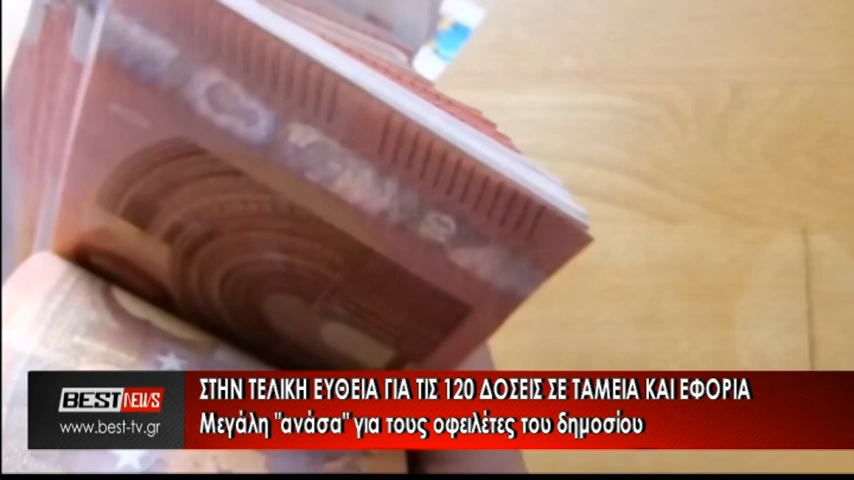 ΣΤΗΝ ΤΕΛΙΚΗ ΕΥΘΕΙΑ ΓΙΑ ΤΙΣ 120 ΔΟΣΕΙΣ ΣΕ ΤΑΜΕΙΑ ΚΑΙ ΕΦΟΡΙΑ
BEST NEWS
Μεγάλη "ανάσα" για τους οφειλέτες του δημοσίου
www.best-tv.gr